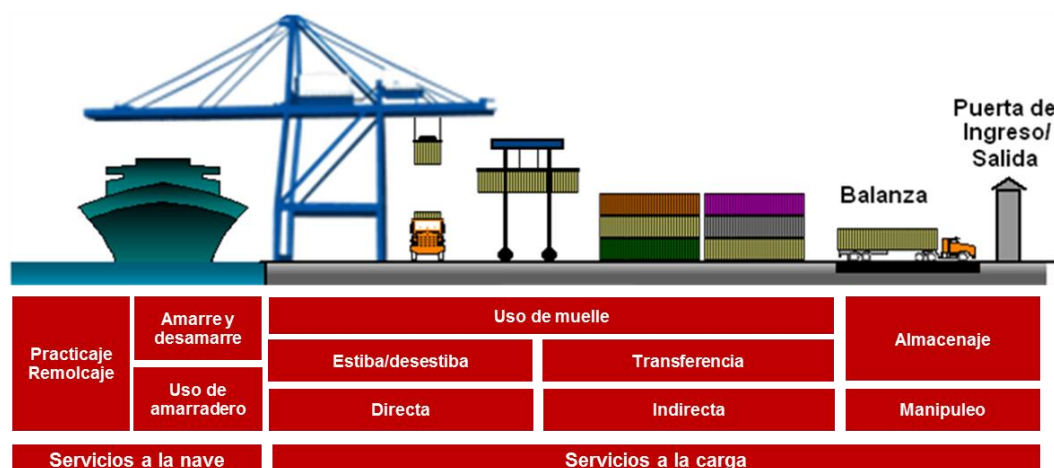 Puerta de
Ingreso/
Salida
Balanza
Practicaje
Remolcaje
Amarre y
desamarre
Uso de
amarradero
Uso de muelle
Estiba/desestiba
Transferencia
Directa
Indirecta
Almacenaje
Manipuleo
Servicios a la nave
Servicios a la carga